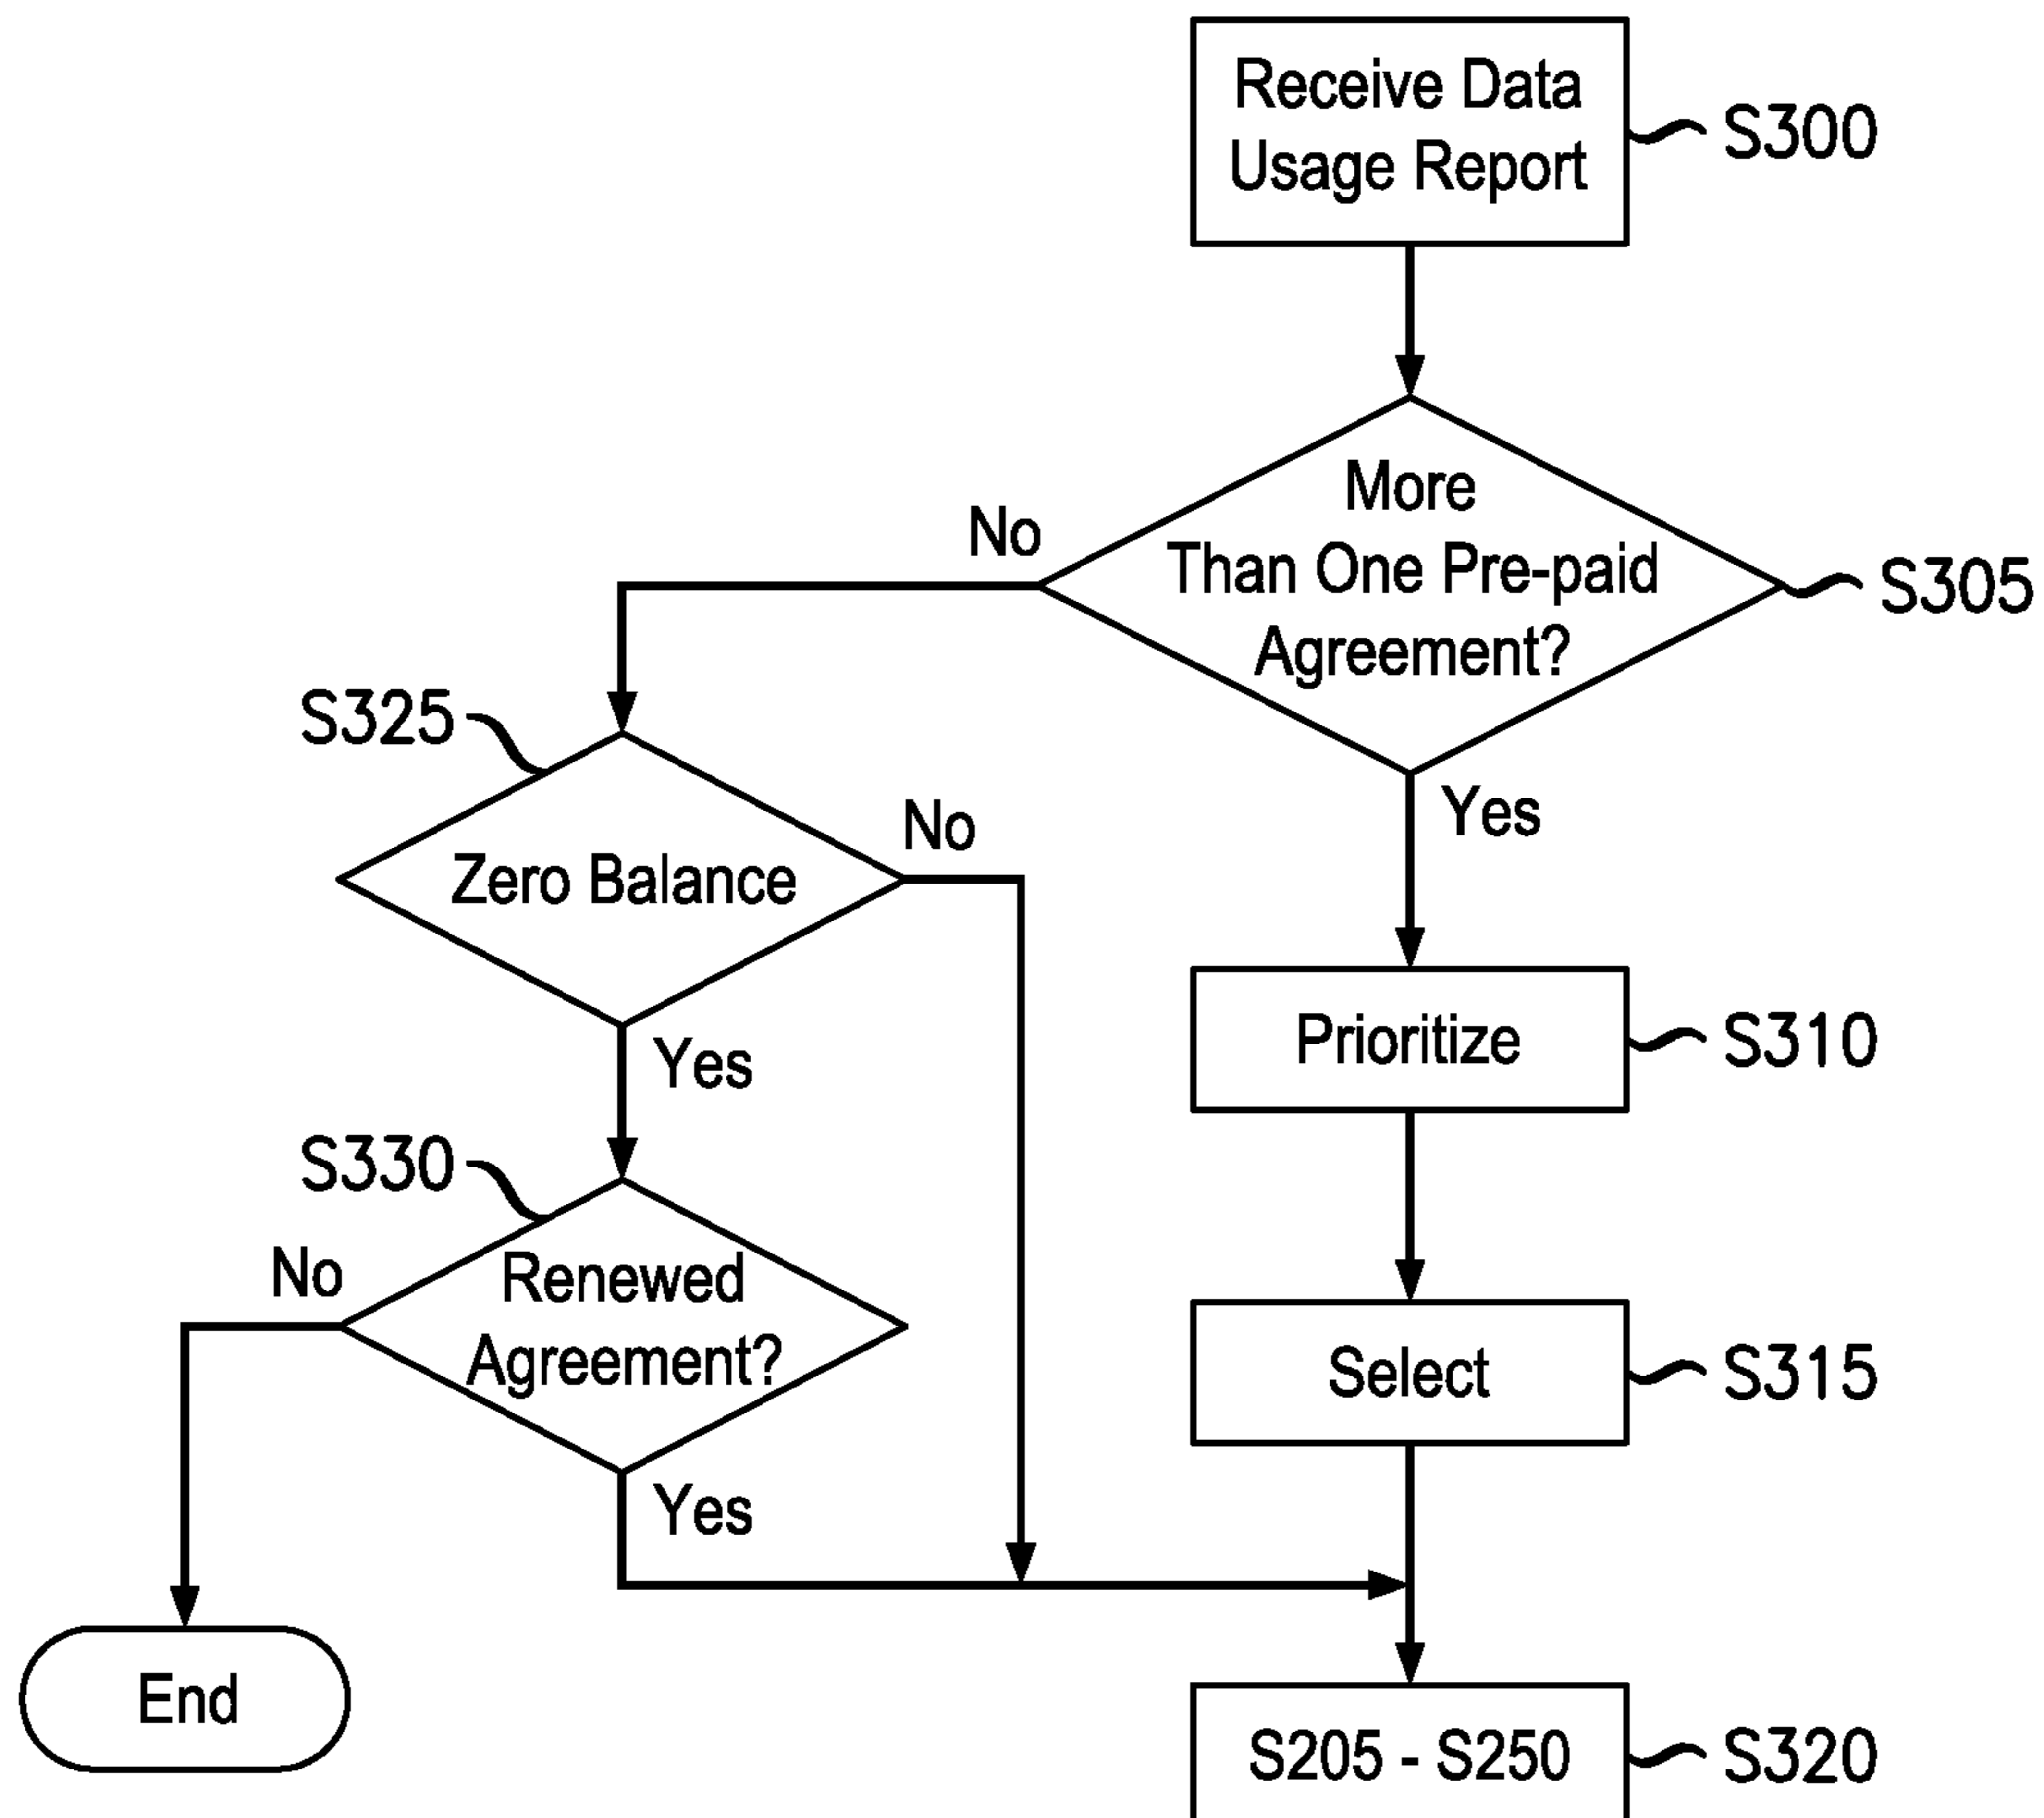 Receive Data
Usage Report
S300
More
Than One Pre-paid
Agreement?
S305
No
Yes
S325
Zero Balance
No
Yes
Prioritize
S310
S330
Renewed
Agreement?
No
Yes
Select
S315
End
S205 - S250
S320